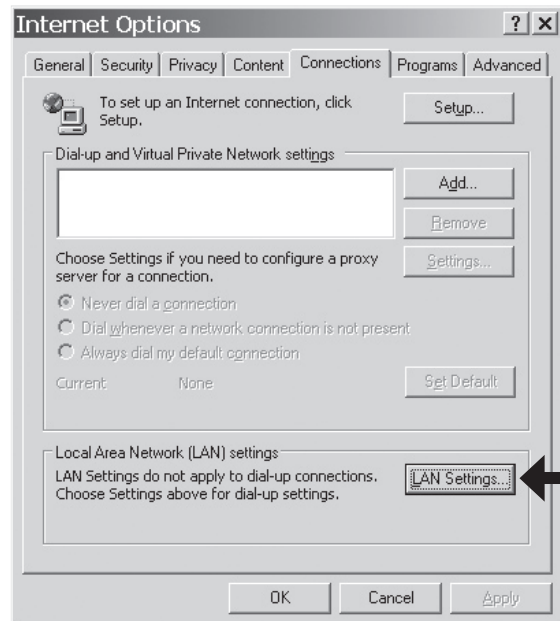 Internet Options
? X
General Security Privacy Content Connections Programs Advanced
To set up an Internet connection, click
Setup.
Setup...
Dial-up and Virtual Private Network settings
Add...
Remove
Choose Settings if you need to configure a proxy
server for a connection.
Settings...
Never dial a connection
Dial whenever a network connection is not present
Always dial my default connection
Current None
Set Default
Local Area Network (LAN) settings
LAN Settings do not apply to dial-up connections.
Choose Settings above for dial-up settings.
LAN Settings...
OK Cancel Apply